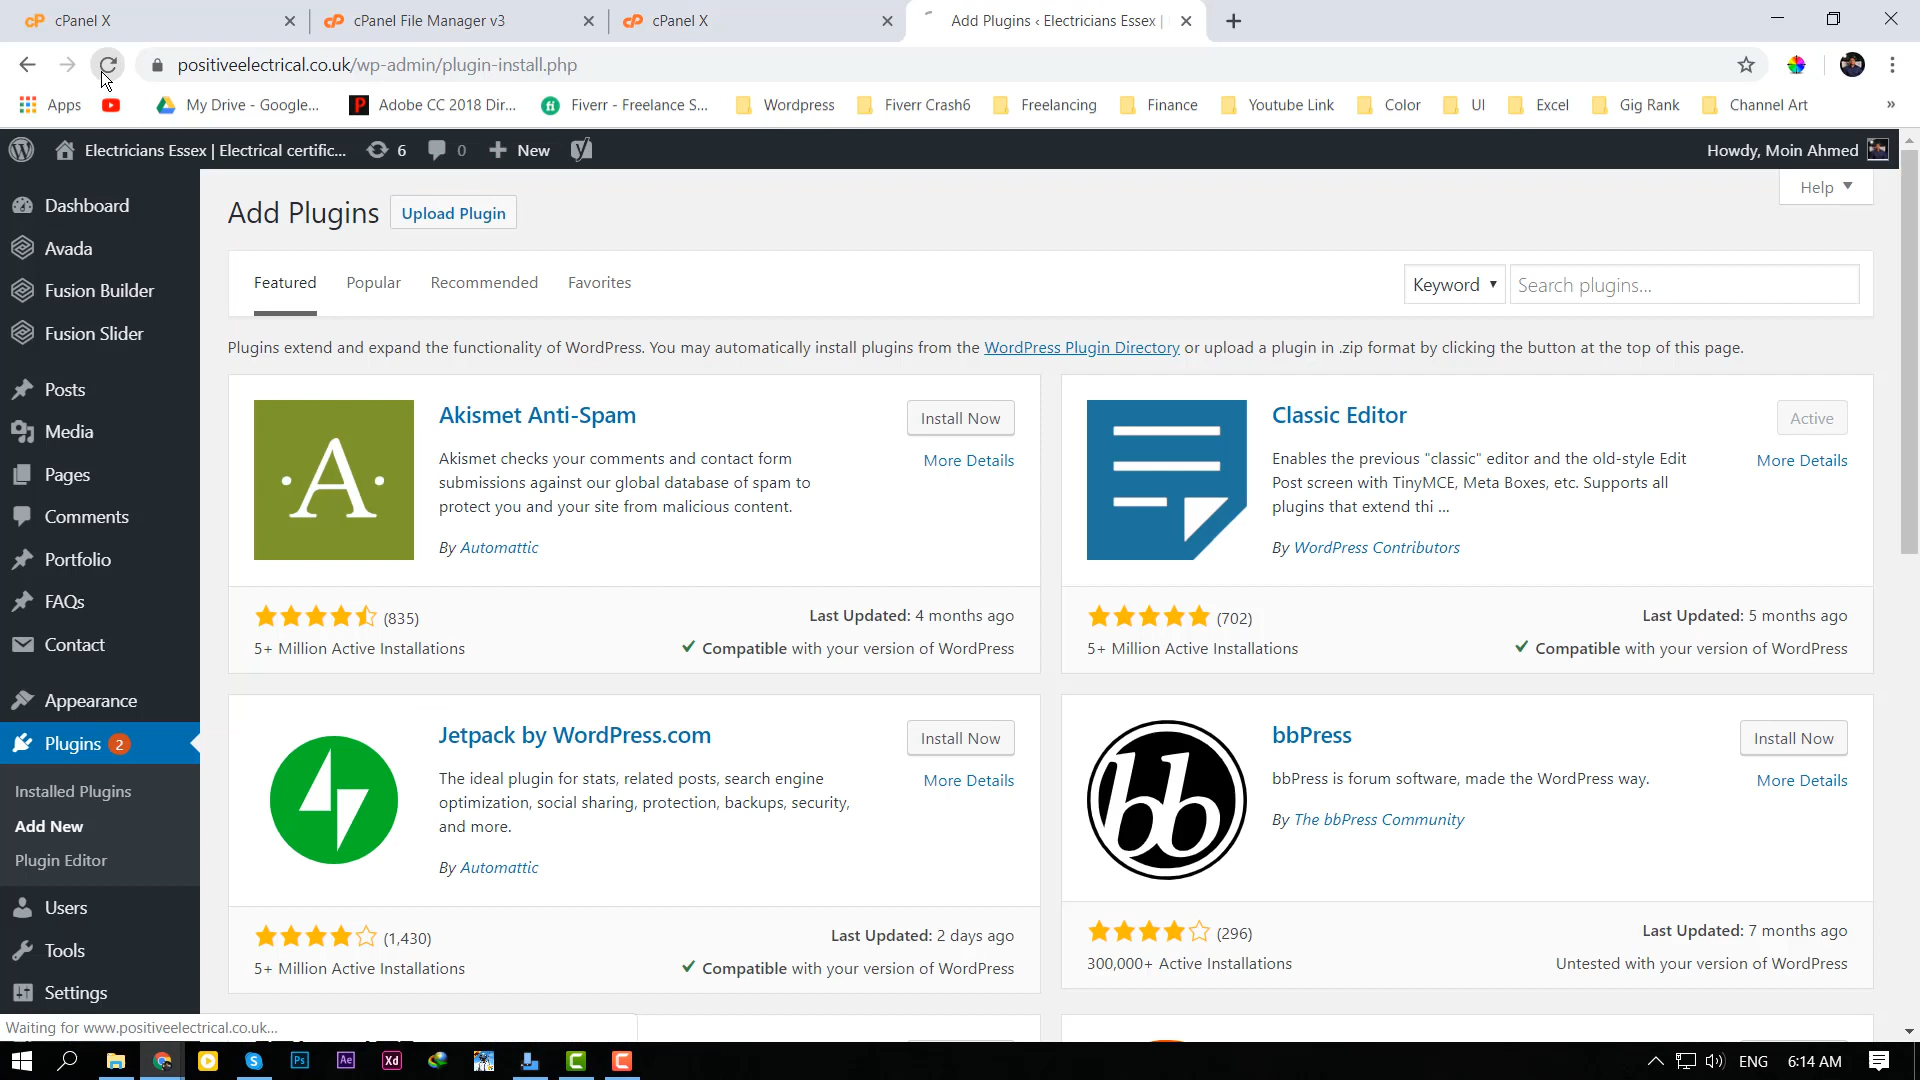 cPanel X
cPanel File Manager v3
cPanel X
Add Plugins ‹ Electricians Essex |
positiveelectrical.co.uk/wp-admin/plugin-install.php
Apps
My Drive - Google...
Adobe CC 2018 Dir...
Fiverr - Freelance S...
Wordpress
Fiverr Crash6
Freelancing
Finance
Youtube Link
Color
UI
Excel
Gig Rank
Channel Art
»
Electricians Essex | Electrical certific...
6
0
New
Howdy, Moin Ahmed
Dashboard
Avada
Fusion Builder
Fusion Slider
Posts
Media
Pages
Comments
Portfolio
FAQs
Contact
Appearance
Plugins 2
Installed Plugins
Add New
Plugin Editor
Users
Tools
Settings
Help
Add Plugins
Upload Plugin
Featured
Popular
Recommended
Favorites
Keyword
Search plugins...
Plugins extend and expand the functionality of WordPress. You may automatically install plugins from the WordPress Plugin Directory or upload a plugin in .zip format by clicking the button at the top of this page.
A
Akismet Anti-Spam
Install Now
More Details
Akismet checks your comments and contact form
submissions against our global database of spam to
protect you and your site from malicious content.
By Automattic
(835)
Last Updated: 4 months ago
5+ Million Active Installations
Compatible with your version of WordPress
Classic Editor
Active
More Details
Enables the previous "classic" editor and the old-style Edit
Post screen with TinyMCE, Meta Boxes, etc. Supports all
plugins that extend thi ...
By WordPress Contributors
(702)
Last Updated: 5 months ago
5+ Million Active Installations
Compatible with your version of WordPress
Jetpack by WordPress.com
Install Now
More Details
The ideal plugin for stats, related posts, search engine
optimization, social sharing, protection, backups, security,
and more.
By Automattic
(1,430)
Last Updated: 2 days ago
5+ Million Active Installations
Compatible with your version of WordPress
bb
bbPress
Install Now
More Details
bbPress is forum software, made the WordPress way.
By The bbPress Community
(296)
Last Updated: 7 months ago
300,000+ Active Installations
Untested with your version of WordPress
Waiting for www.positiveelectrical.co.uk...
Ps
Ae
Xd
ENG
6:14 AM